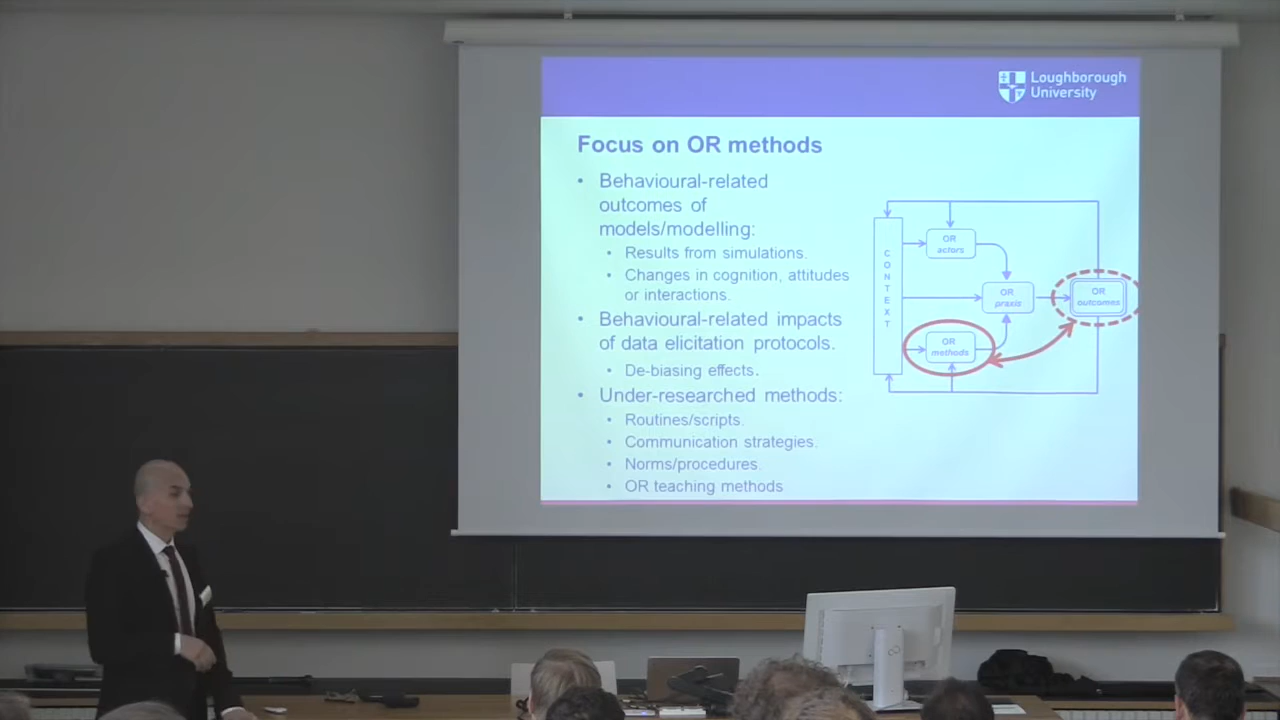 Loughborough
University
Focus on OR methods
• Behavioural-related
outcomes of
models/modelling:
• Results from simulations.
• Changes in cognition, attitudes
or interactions.
• Behavioural-related impacts
of data elicitation protocols.
• De-biasing effects.
• Under-researched methods:
• Routines/scripts.
• Communication strategies.
• Norms/procedures.
• OR teaching methods
CONTEXT
OR
actors
OR
praxis
OR
outcomes
OR
methods